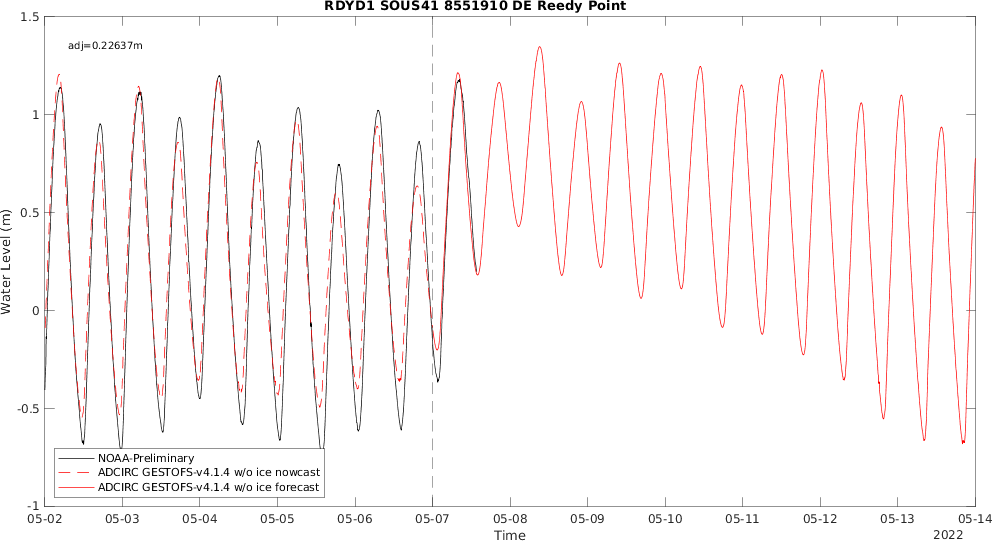 RDYD1 SOUS41 8551910 DE Reedy Point
adj=0.22637m
1.5
1
0.5
0
-0.5
-1
Water Level (m)
NOAA-Preliminary
ADCIRC GESTOFS-v4.1.4 w/o ice nowcast
ADCIRC GESTOFS-v4.1.4 w/o ice forecast
05-02 05-03 05-04 05-05 05-06 05-07 05-08 05-09 05-10 05-11 05-12 05-13 05-14
Time
2022